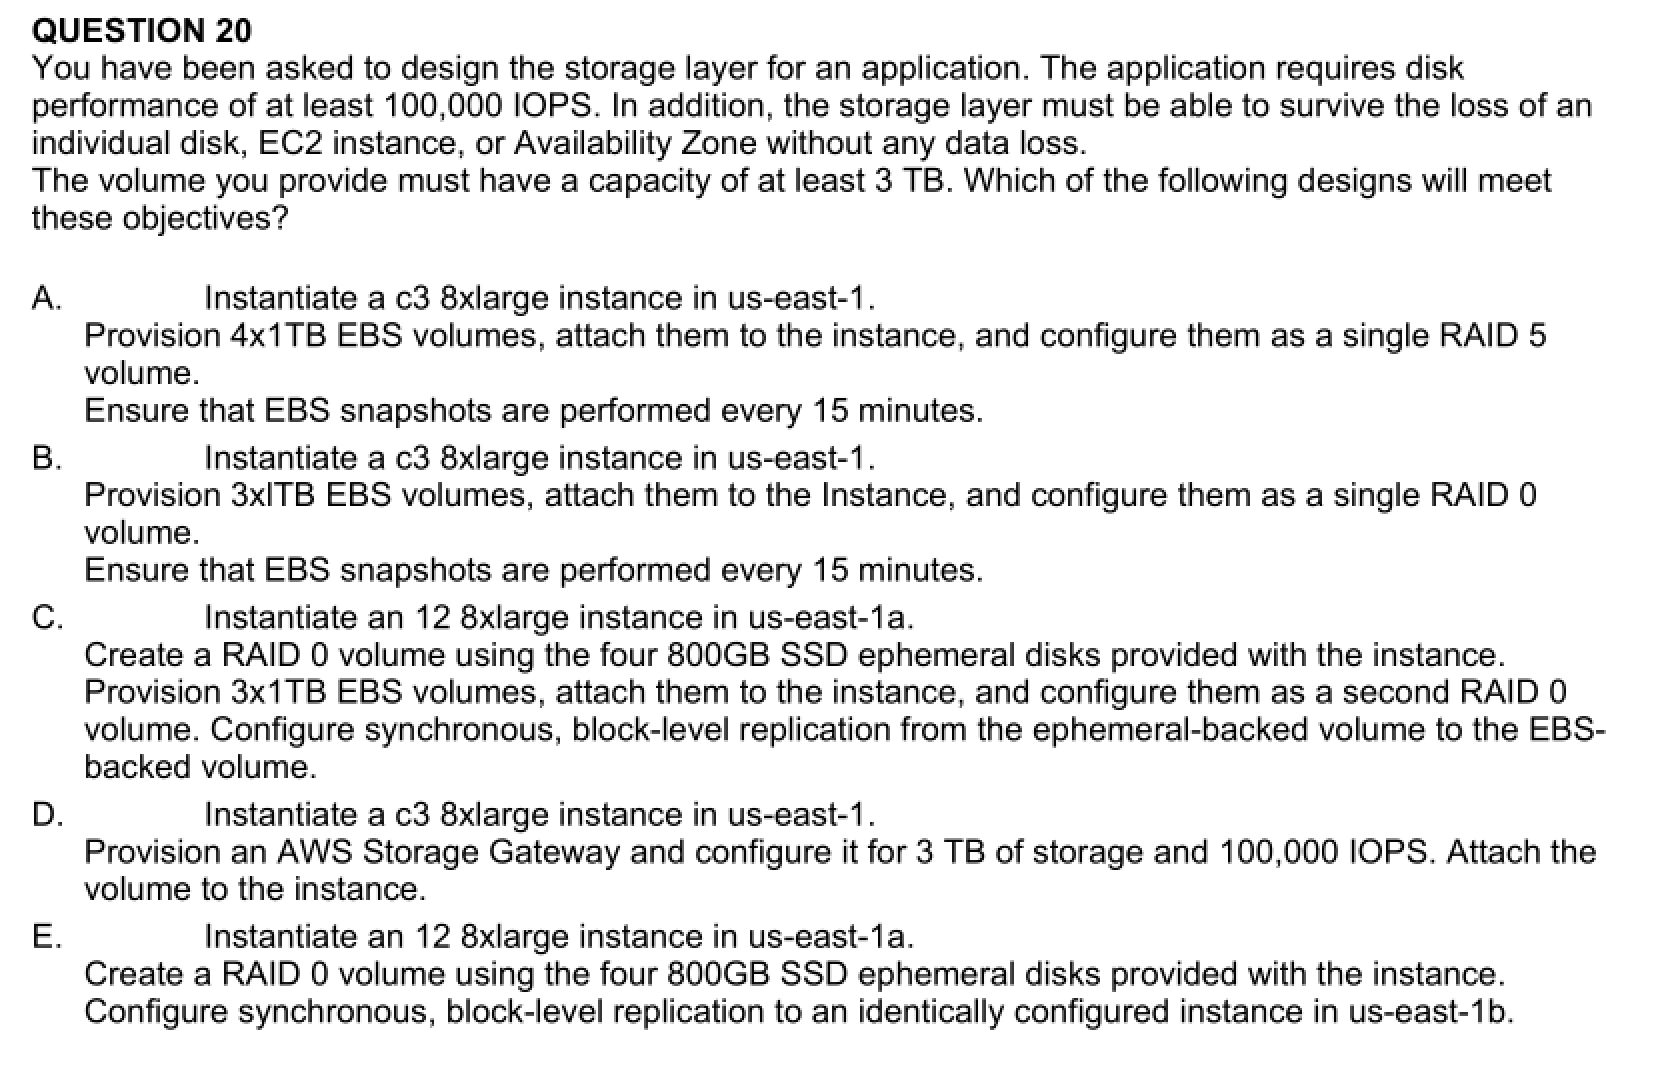 QUESTION 20
You have been asked to design the storage layer for an application. The application requires disk
performance of at least 100,000 IOPS. In addition, the storage layer must be able to survive the loss of an
individual disk, EC2 instance, or Availability Zone without any data loss.
The volume you provide must have a capacity of at least 3 TB. Which of the following designs will meet
these objectives?
A. Instantiate a c3 8xlarge instance in us-east-1.
Provision 4x1TB EBS volumes, attach them to the instance, and configure them as a single RAID 5
volume.
Ensure that EBS snapshots are performed every 15 minutes.
B. Instantiate a c3 8xlarge instance in us-east-1.
Provision 3xlTB EBS volumes, attach them to the Instance, and configure them as a single RAID 0
volume.
Ensure that EBS snapshots are performed every 15 minutes.
C. Instantiate an 12 8xlarge instance in us-east-1a.
Create a RAID 0 volume using the four 800GB SSD ephemeral disks provided with the instance.
Provision 3x1TB EBS volumes, attach them to the instance, and configure them as a second RAID 0
volume. Configure synchronous, block-level replication from the ephemeral-backed volume to the EBS-
backed volume.
D. Instantiate a c3 8xlarge instance in us-east-1.
Provision an AWS Storage Gateway and configure it for 3 TB of storage and 100,000 IOPS. Attach the
volume to the instance.
E. Instantiate an 12 8xlarge instance in us-east-1a.
Create a RAID 0 volume using the four 800GB SSD ephemeral disks provided with the instance.
Configure synchronous, block-level replication to an identically configured instance in us-east-1b.